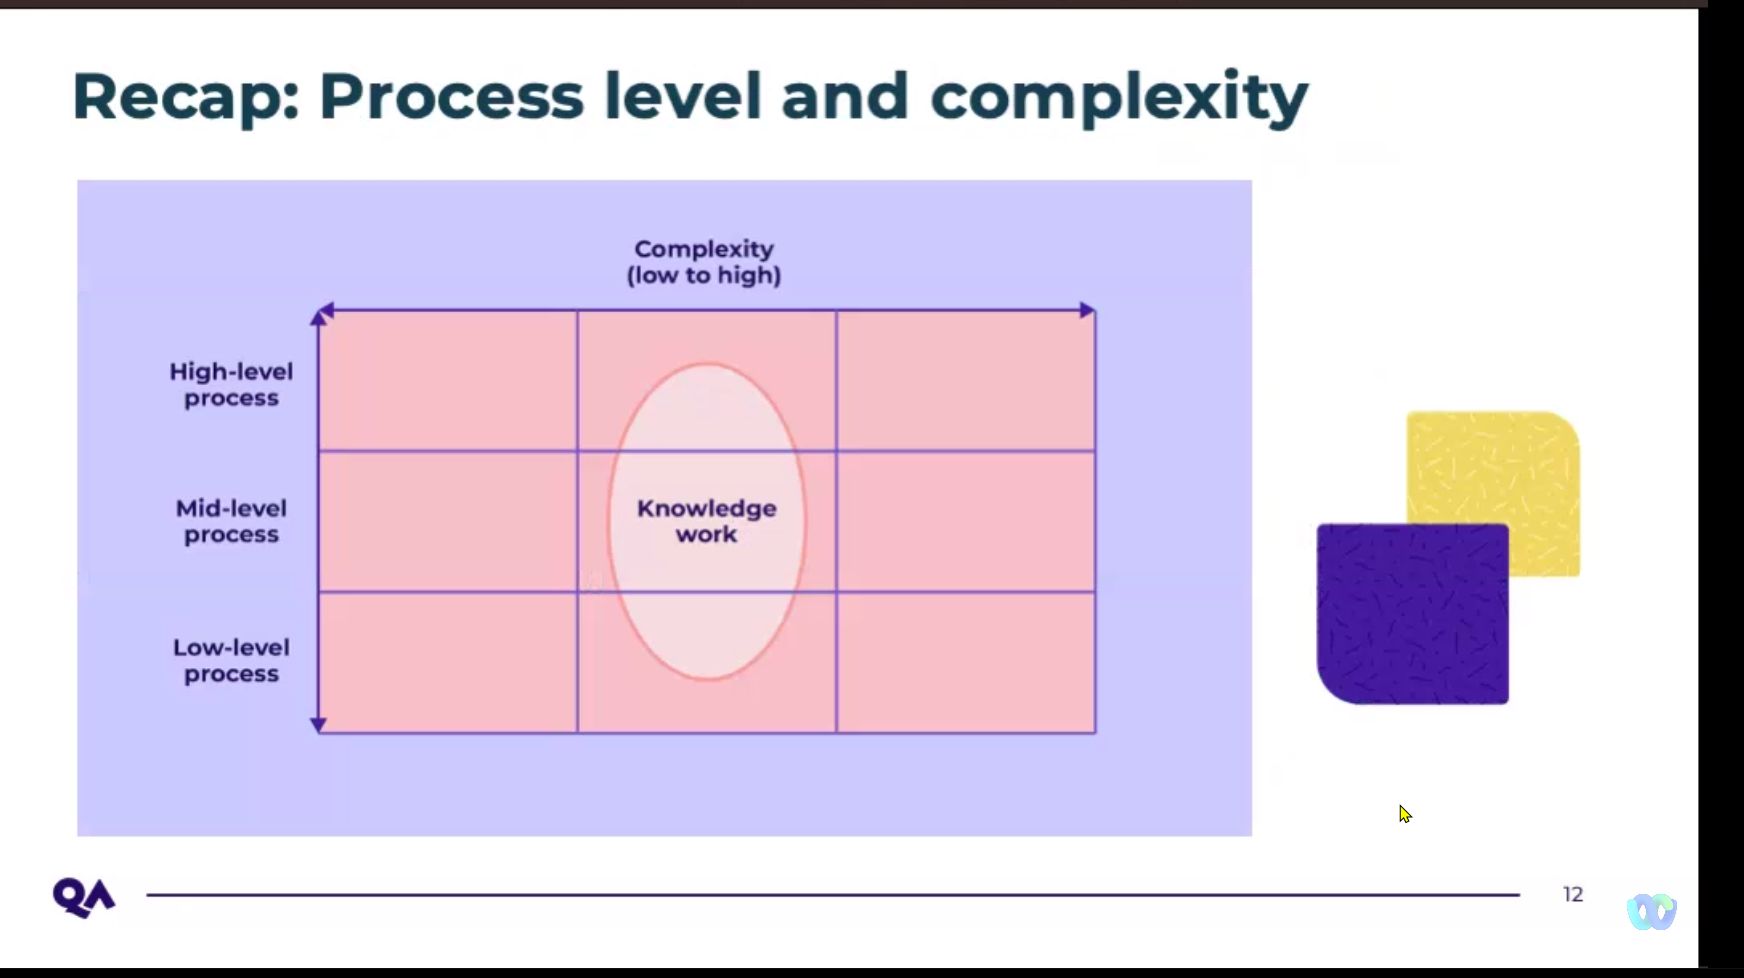 Recap: Process level and complexity
Complexity
(low to high)
High-level
process
Mid-level
process
Knowledge
work
Low-level
process
QA
12